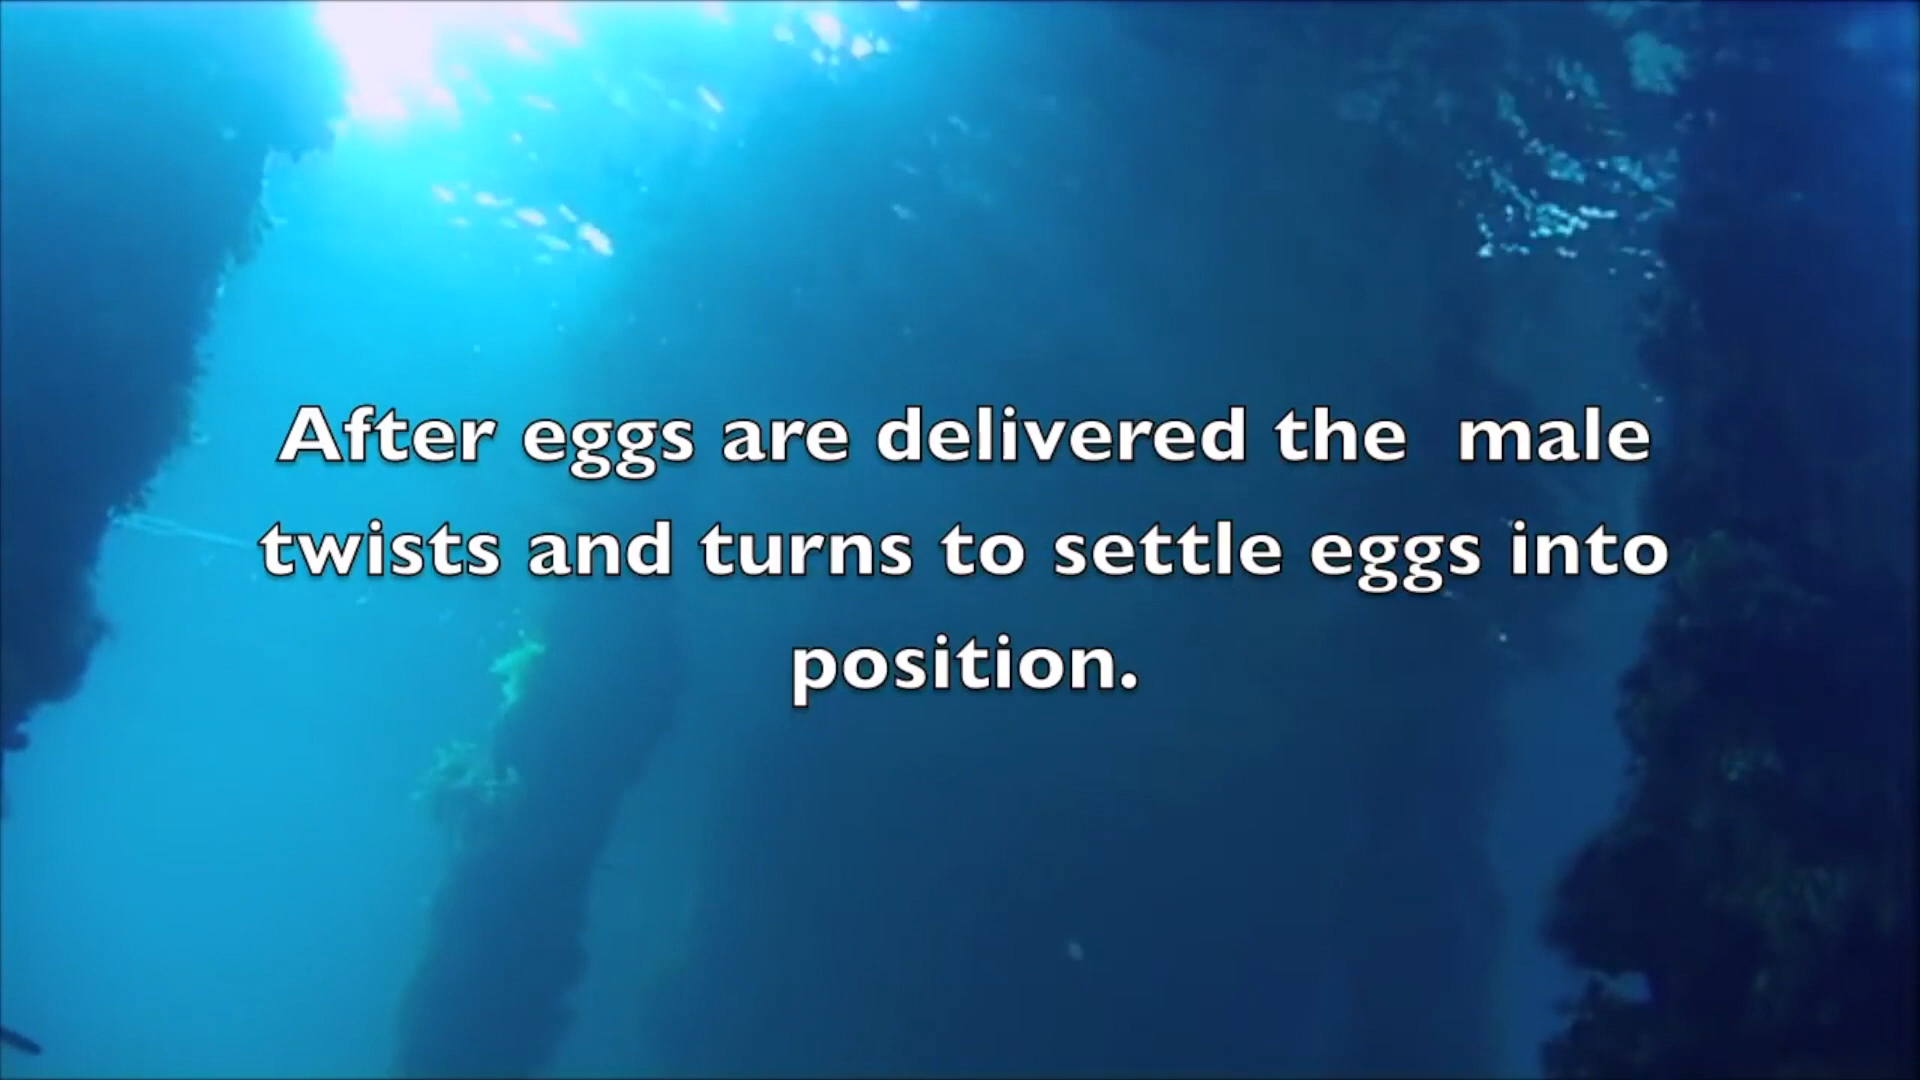 After eggs are delivered the  male
twists and turns to settle eggs into
position.